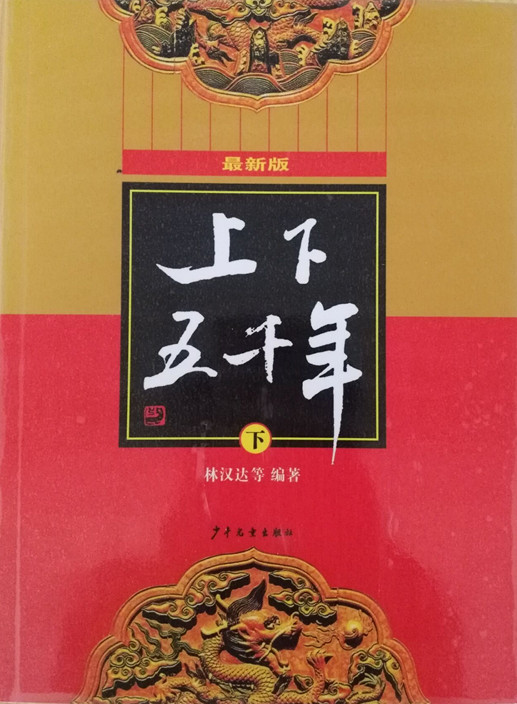 最新版
上下
五千年
下
林汉达等 编著
少年儿童出版社